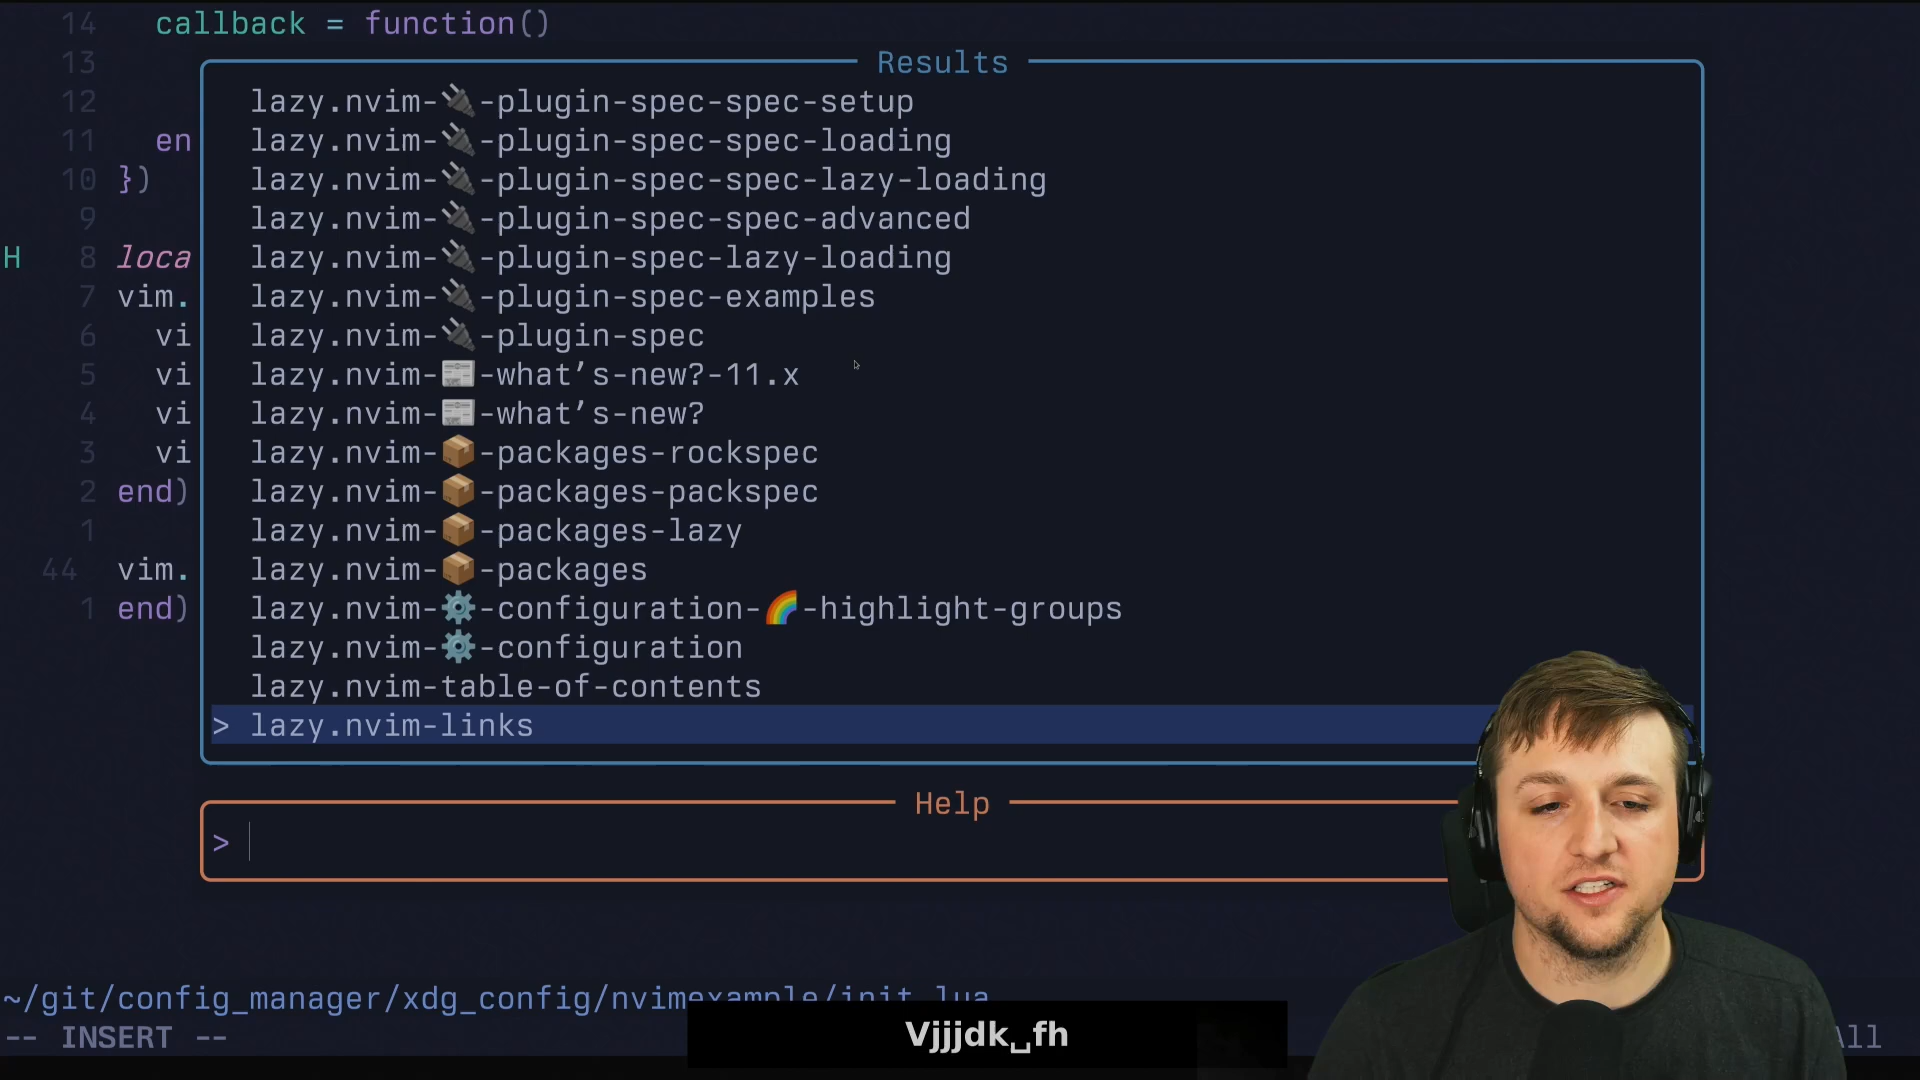 14 callback = function()
13 Results
12 lazy.nvim-🔌-plugin-spec-spec-setup
11 en lazy.nvim-🔌-plugin-spec-spec-loading
10 }) lazy.nvim-🔌-plugin-spec-spec-lazy-loading
9 lazy.nvim-🔌-plugin-spec-spec-advanced
H 8 loca lazy.nvim-🔌-plugin-spec-lazy-loading
7 vim. lazy.nvim-🔌-plugin-spec-examples
6 vi lazy.nvim-🔌-plugin-spec
5 vi lazy.nvim-📰-what’s-new?-11.x
4 vi lazy.nvim-📰-what’s-new?
3 vi lazy.nvim-📦-packages-rockspec
2 end) lazy.nvim-📦-packages-packspec
1 lazy.nvim-📦-packages-lazy
44 vim. lazy.nvim-📦-packages
1 end) lazy.nvim-⚙️-configuration-🌈-highlight-groups
lazy.nvim-⚙️-configuration
lazy.nvim-table-of-contents
> lazy.nvim-links
Help
>
~/git/config_manager/xdg_config/nvimexample/init.lua
-- INSERT -- All
Vjjjdk␣fh